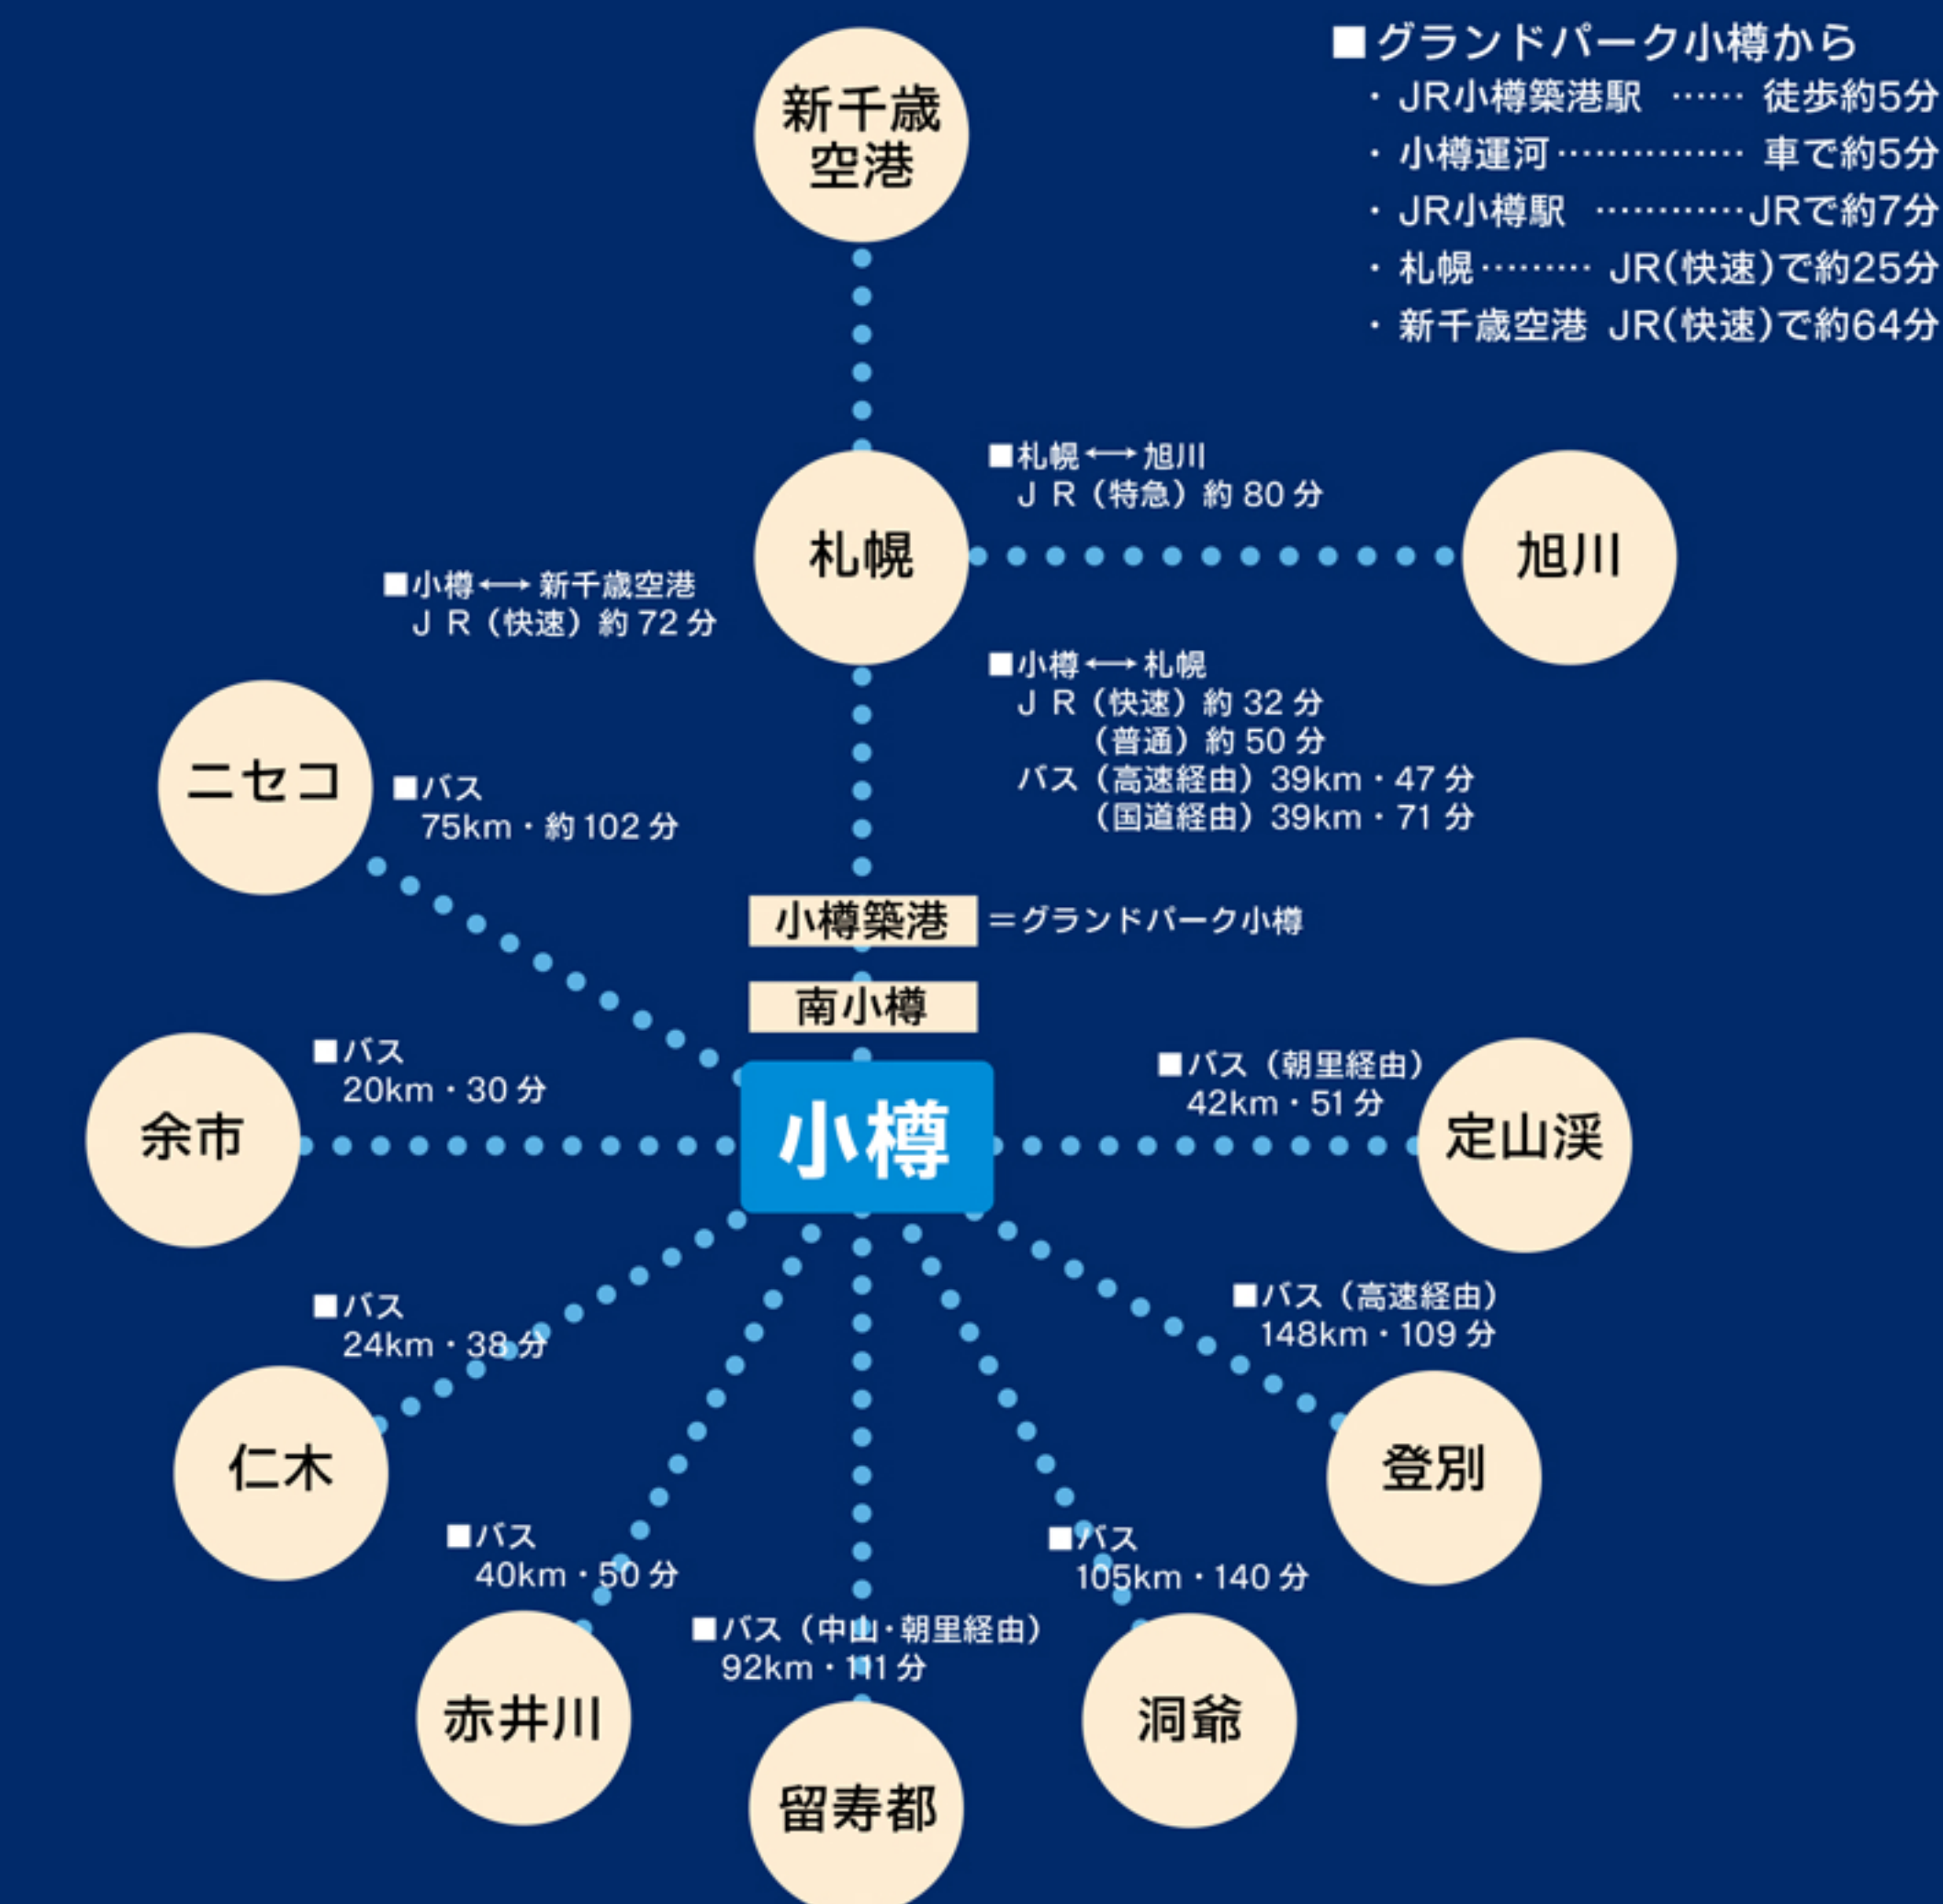 ■グランドパーク小樽から
・JR小樽築港駅 …… 徒歩約5分
・小樽運河…………… 車で約5分
・JR小樽駅 …………JRで約7分
・札幌……… JR(快速)で約25分
・新千歳空港 JR(快速)で約64分
新千歳
空港
■札幌⟷旭川
JR（特急）約80分
札幌
旭川
■小樽⟷新千歳空港
JR（快速）約72分
■小樽⟷札幌
JR（快速）約32分
（普通）約50分
バス（高速経由）39km・47分
（国道経由）39km・71分
ニセコ
■バス
75km・約102分
小樽築港
＝グランドパーク小樽
南小樽
小樽
余市
■バス
20km・30分
■バス（朝里経由）
42km・51分
定山渓
■バス
24km・38分
仁木
■バス（高速経由）
148km・109分
登別
■バス
40km・50分
赤井川
■バス（中山・朝里経由）
92km・111分
留寿都
■バス
105km・140分
洞爺